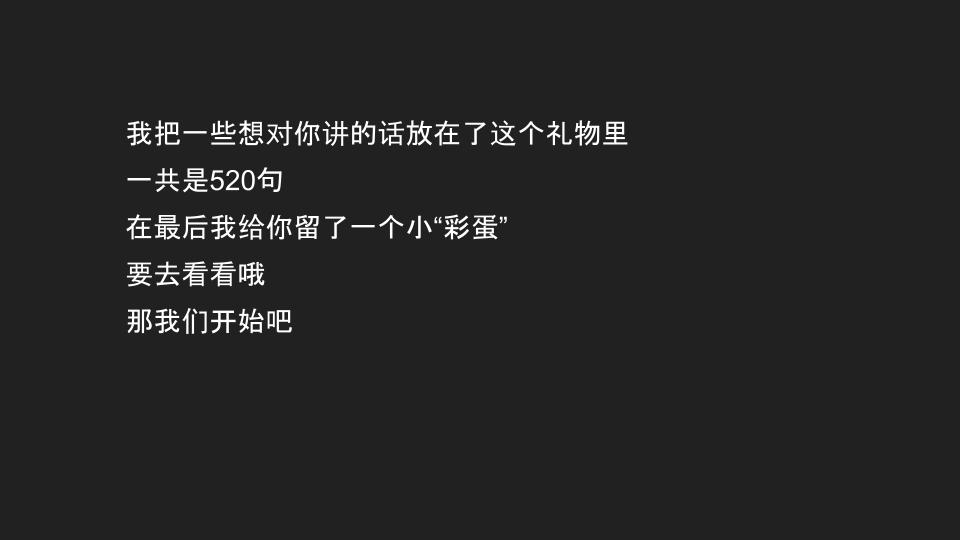 我把一些想对你讲的话放在了这个礼物里
一共是520句
在最后我给你留了一个小“彩蛋”
要去看看哦
那我们开始吧